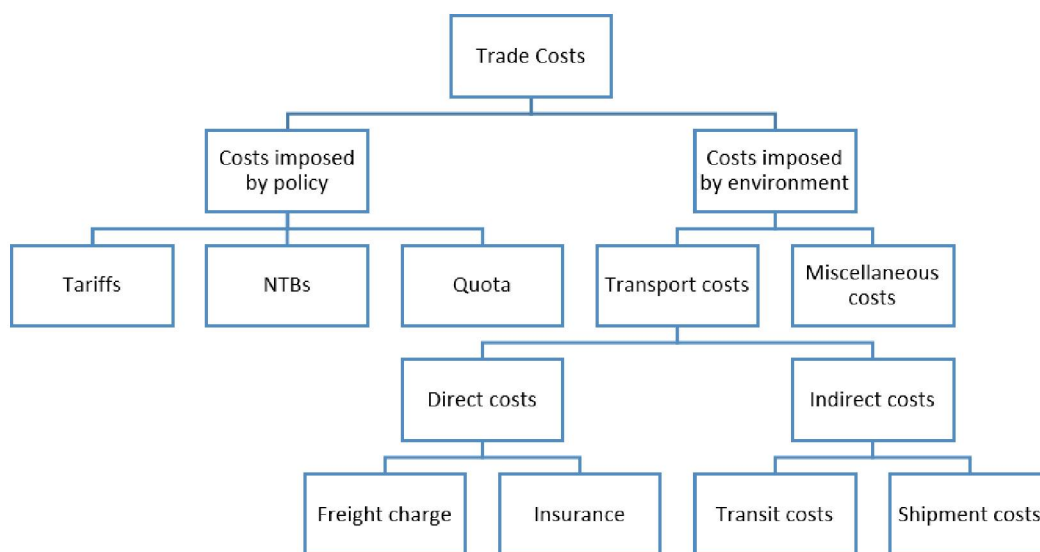 Trade Costs
Costs imposed
by policy
Costs imposed
by environment
Tariffs
NTBs
Quota
Transport costs
Miscellaneous
costs
Direct costs
Indirect costs
Freight charge
Insurance
Transit costs
Shipment costs